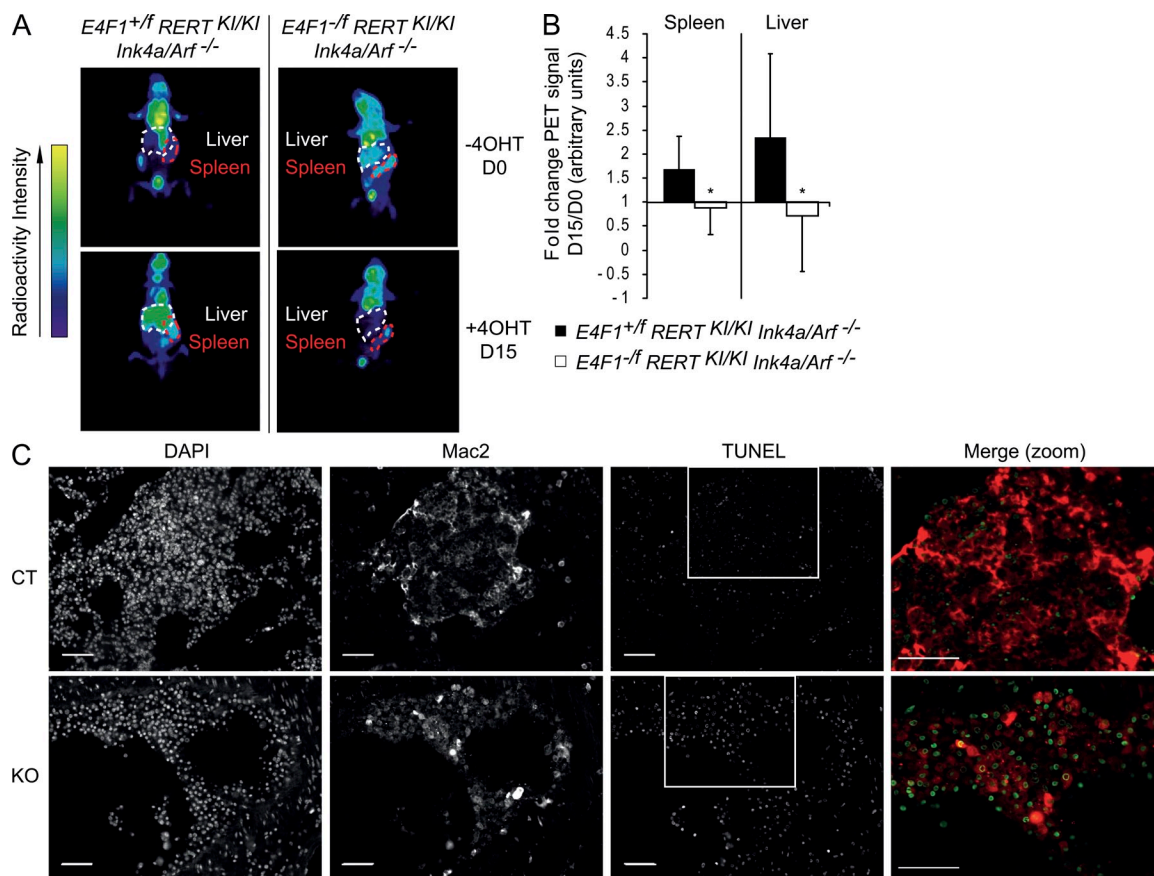 A
E4F1+/f RERT KI/KI
Ink4a/Arf -/-
E4F1-/f RERT KI/KI
Ink4a/Arf -/-
Radioactivity Intensity
Liver
Spleen
Liver
Spleen
-4OHT
D0
Liver
Spleen
Liver
Spleen
+4OHT
D15
B
Spleen
Liver
Fold change PET signal
D15/D0 (arbitrary units)
4.5
4
3.5
3
2.5
2
1.5
1
0.5
0
-0.5
-1
*
*
E4F1+/f RERT KI/KI Ink4a/Arf -/-
E4F1-/f RERT KI/KI Ink4a/Arf -/-
C
DAPI
Mac2
TUNEL
Merge (zoom)
CT
KO